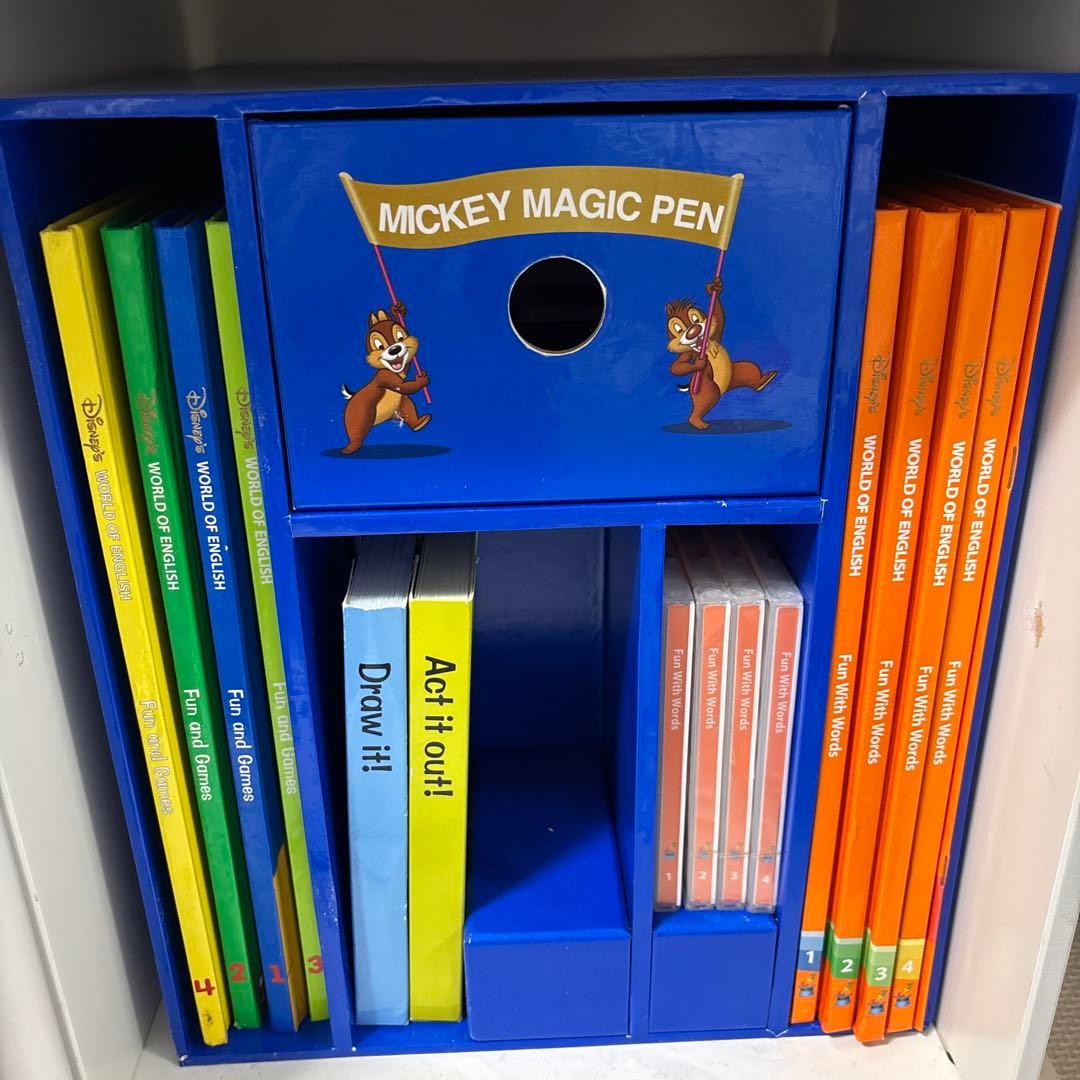 MICKEY MAGIC PEN
Disney's WORLD OF ENGLISH Fun and Games 4
Disney's WORLD OF ENGLISH Fun and Games 2
Disney's WORLD OF ENGLISH Fun and Games 1
Disney's WORLD OF ENGLISH Fun and Games 3
Draw it!
Act it out!
Fun With Words 1
Fun With Words 2
Fun With Words 3
Fun With Words 4
Disney's WORLD OF ENGLISH Fun With Words 1
Disney's WORLD OF ENGLISH Fun With Words 2
Disney's WORLD OF ENGLISH Fun With Words 3
Disney's WORLD OF ENGLISH Fun With Words 4